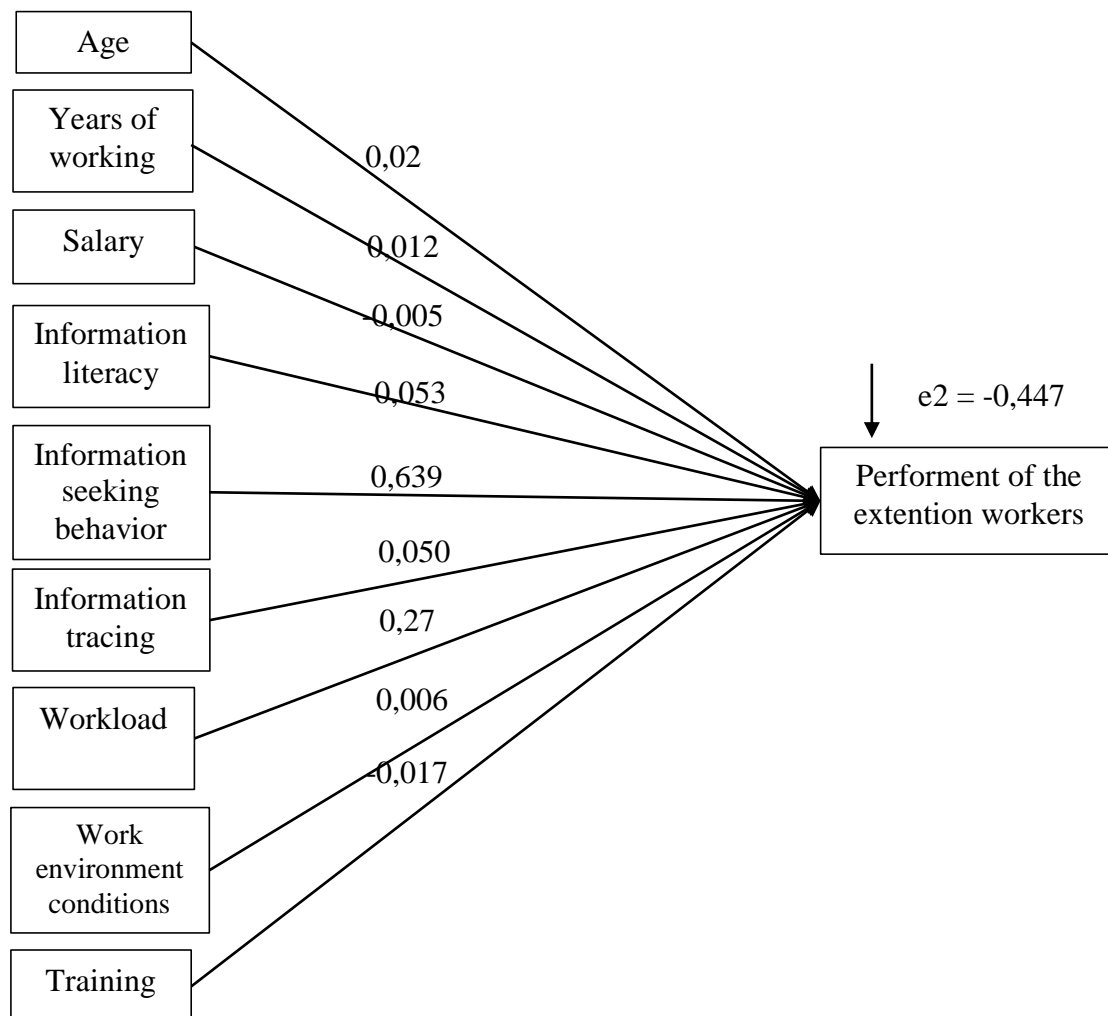 Age
Years of
working
Salary
Information
literacy
Information
seeking
behavior
Information
tracing
Workload
Work
environment
conditions
Training
0,02
0,012
-0,005
0,053
0,639
0,050
0,27
0,006
-0,017
e2 = -0,447
Performent of the
extention workers